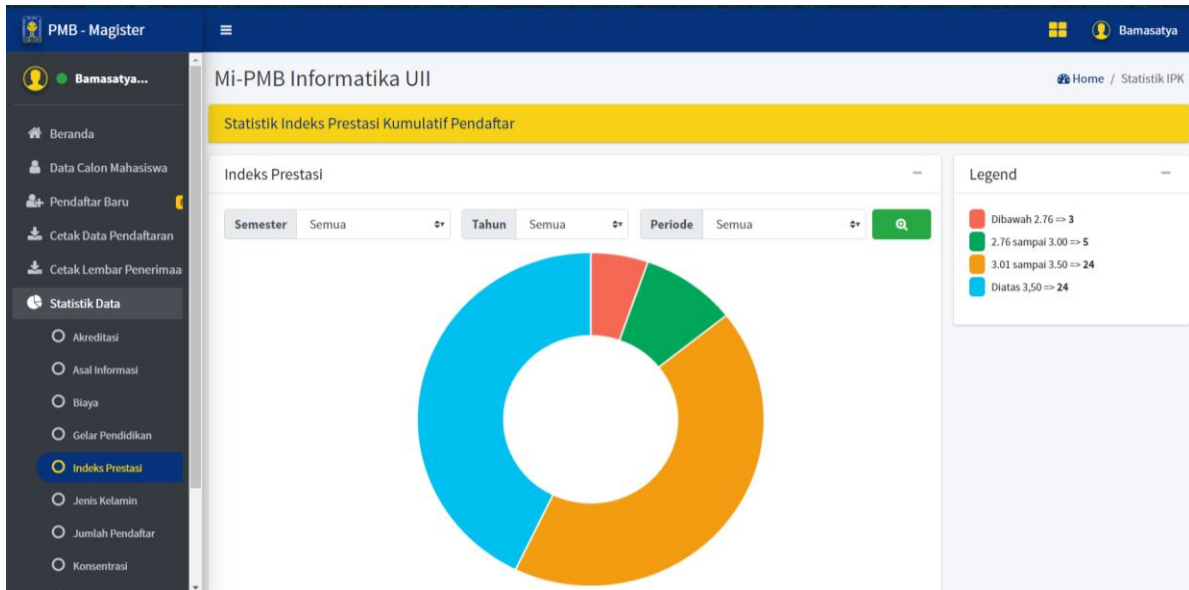 PMB - Magister
Bamasatya
Bamasatya...
Beranda
Data Calon Mahasiswa
Pendaftar Baru
Cetak Data Pendaftaran
Cetak Lembar Penerimaa
Statistik Data
Akreditasi
Asal Informasi
Biaya
Gelar Pendidikan
Indeks Prestasi
Jenis Kelamin
Jumlah Pendaftar
Konsentrasi
Mi-PMB Informatika UII
Home / Statistik IPK
Statistik Indeks Prestasi Kumulatif Pendaftar
Indeks Prestasi
Semester Semua Tahun Semua Periode Semua
Legend
Dibawah 2.76 => 3
2.76 sampai 3.00 => 5
3.01 sampai 3.50 => 24
Diatas 3,50 => 24